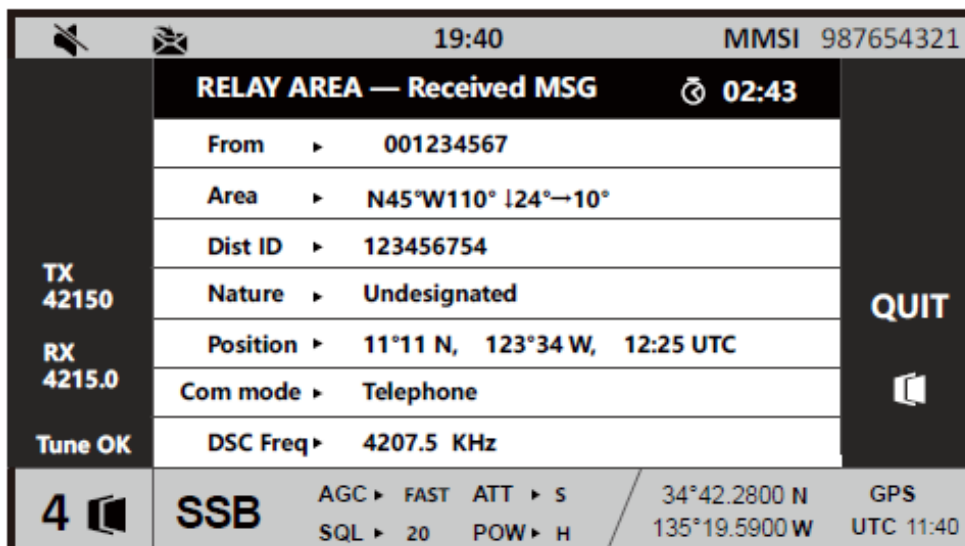 19:40 MMSI 987654321
RELAY AREA — Received MSG 02:43
From ▸ 001234567
Area ▸ N45°W110° ↓24°→10°
Dist ID ▸ 123456754
Nature ▸ Undesignated
Position ▸ 11°11 N, 123°34 W, 12:25 UTC
Com mode ▸ Telephone
DSC Freq ▸ 4207.5 KHz
TX
42150
RX
4215.0
Tune OK
QUIT
4 SSB
AGC ▸ FAST ATT ▸ S
SQL ▸ 20 POW ▸ H
34°42.2800 N
135°19.5900 W
GPS
UTC 11:40